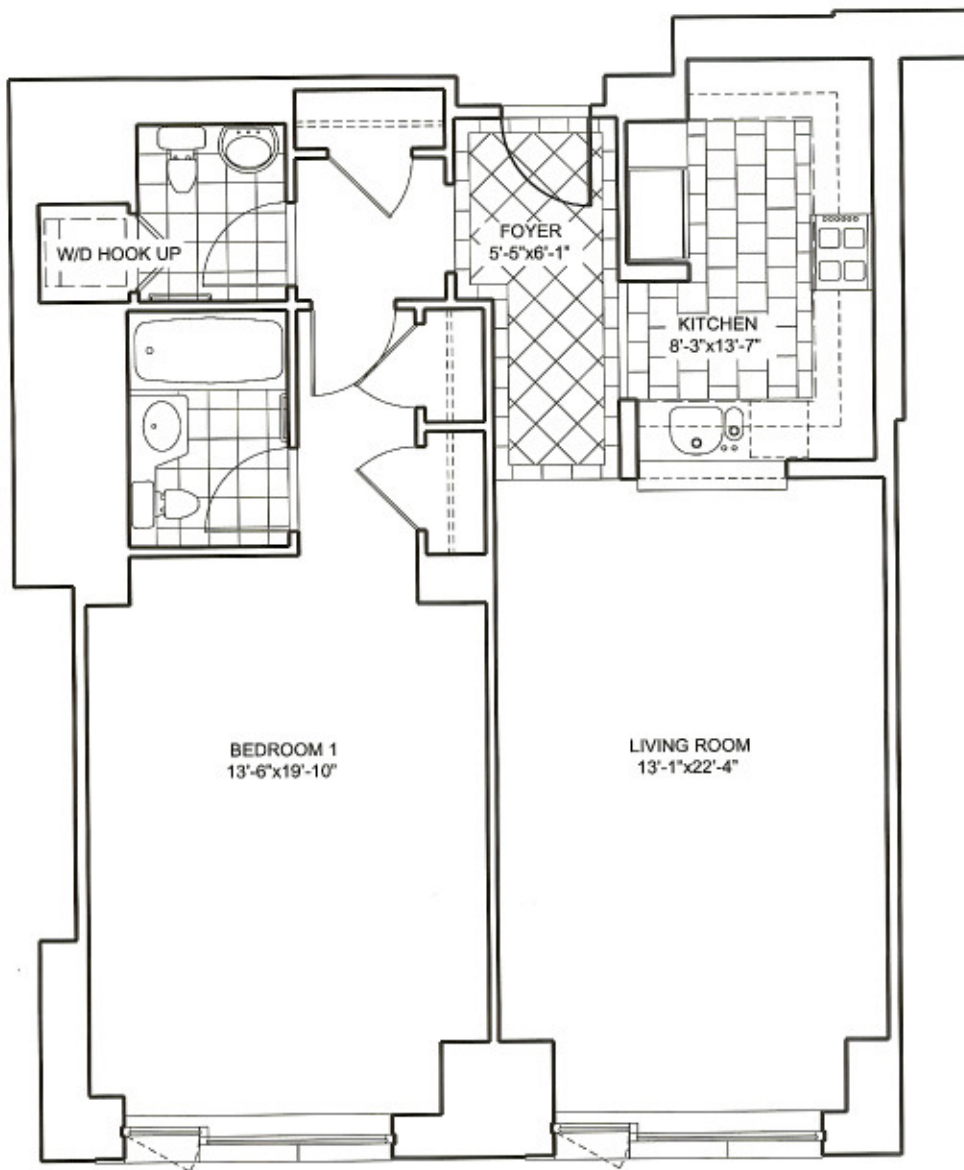 W/D HOOK UP
FOYER
5'-5"x6'-1"
KITCHEN
8'-3"x13'-7"
BEDROOM 1
13'-6"x19'-10"
LIVING ROOM
13'-1"x22'-4"